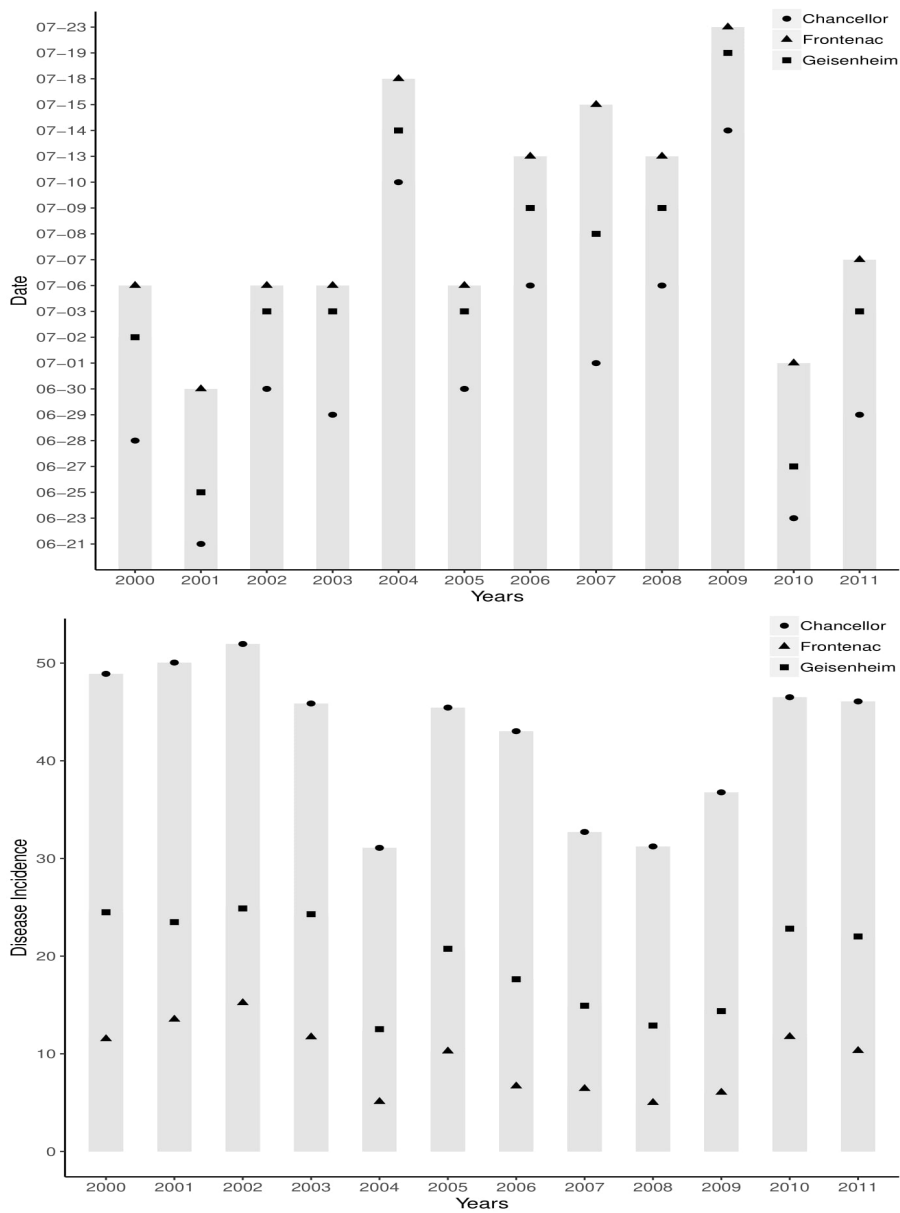 Date
07–23
07–19
07–18
07–15
07–14
07–13
07–10
07–09
07–08
07–07
07–06
07–03
07–02
07–01
06–30
06–29
06–28
06–27
06–25
06–23
06–21
Chancellor
Frontenac
Geisenheim
2000 2001 2002 2003 2004 2005 2006 2007 2008 2009 2010 2011
Years
Disease Incidence
50
40
30
20
10
0
Chancellor
Frontenac
Geisenheim
2000 2001 2002 2003 2004 2005 2006 2007 2008 2009 2010 2011
Years